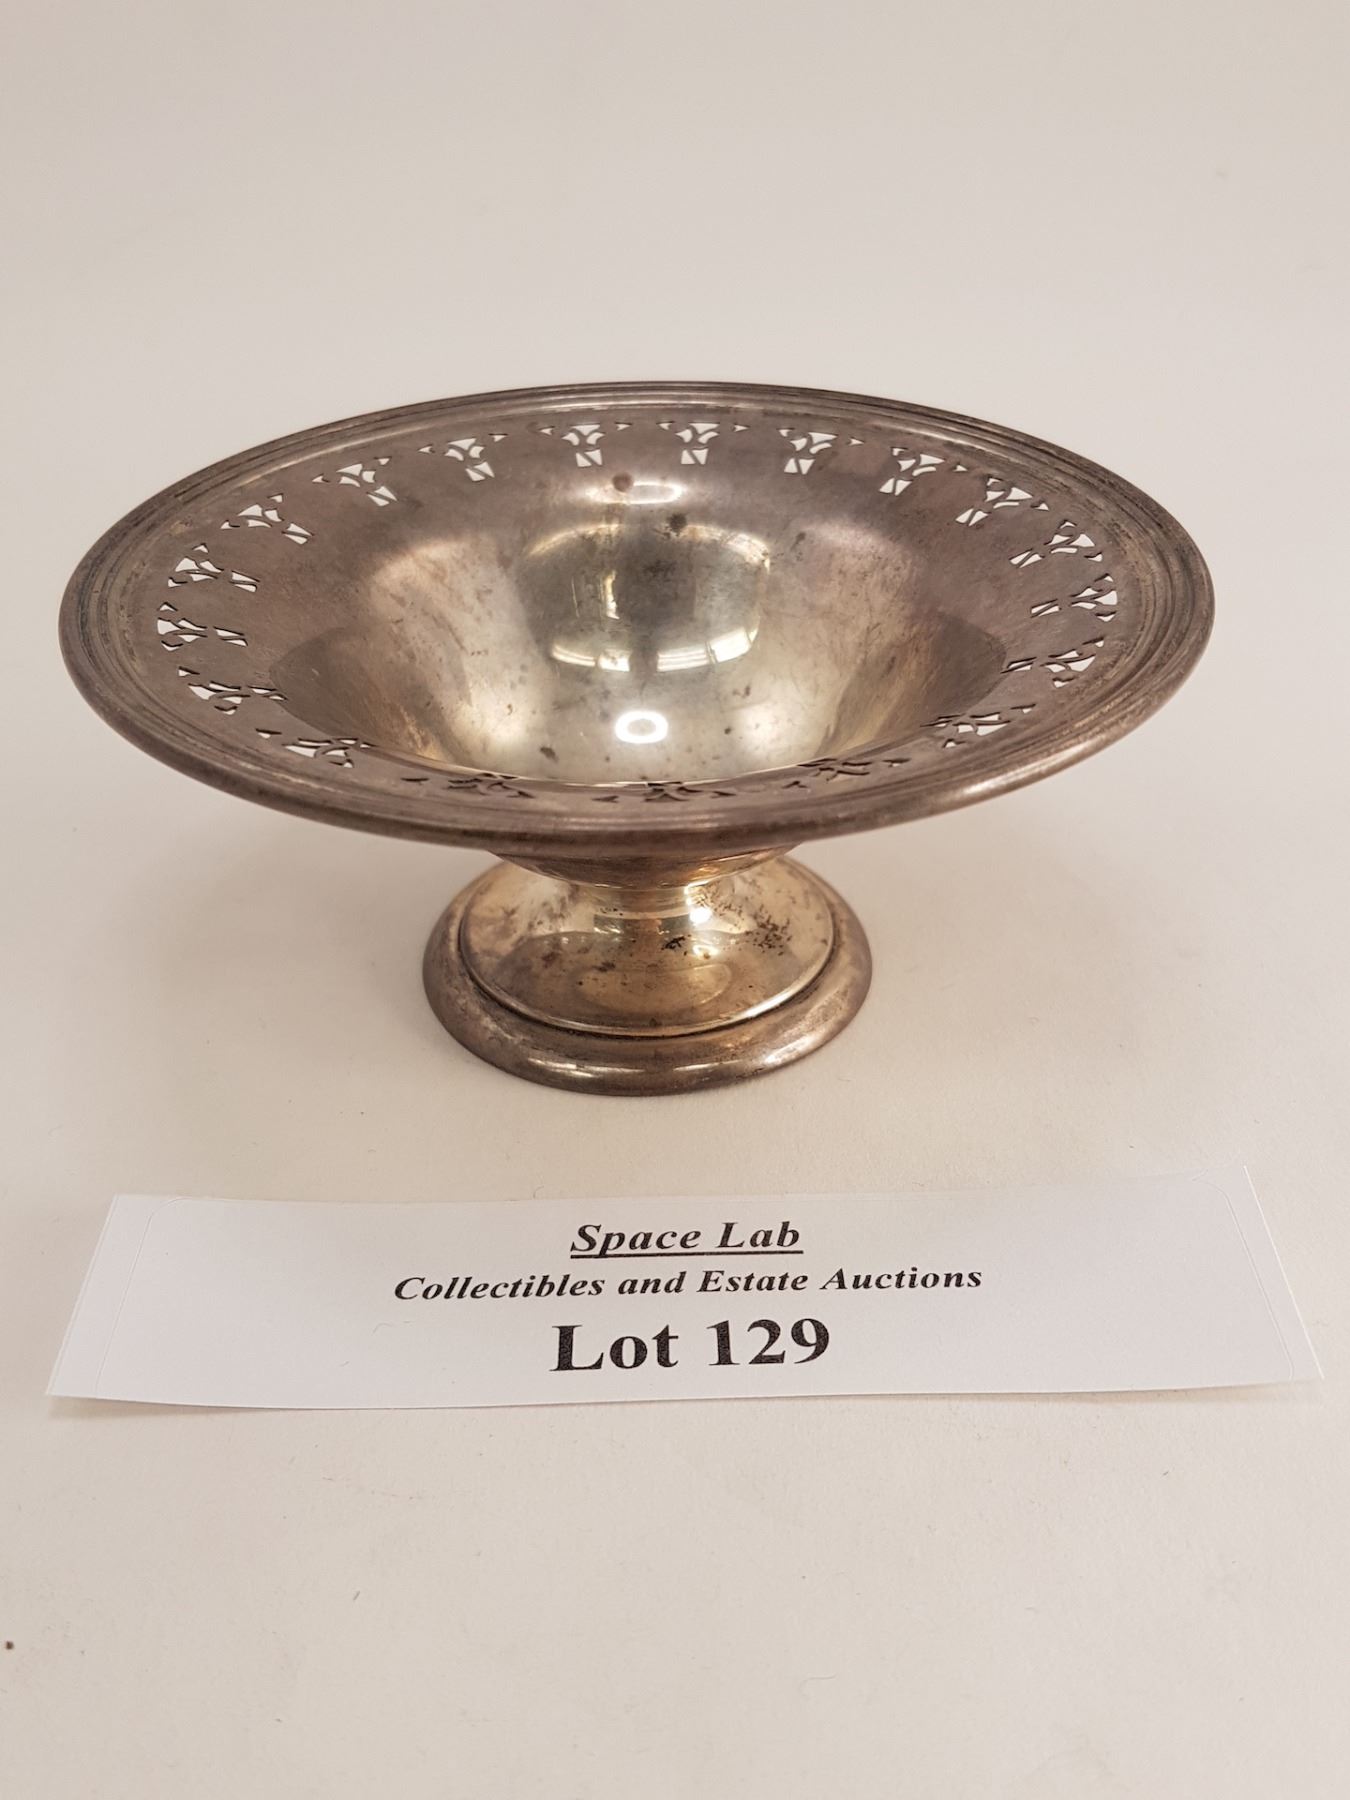 Space Lab
Collectibles and Estate Auctions
Lot 129